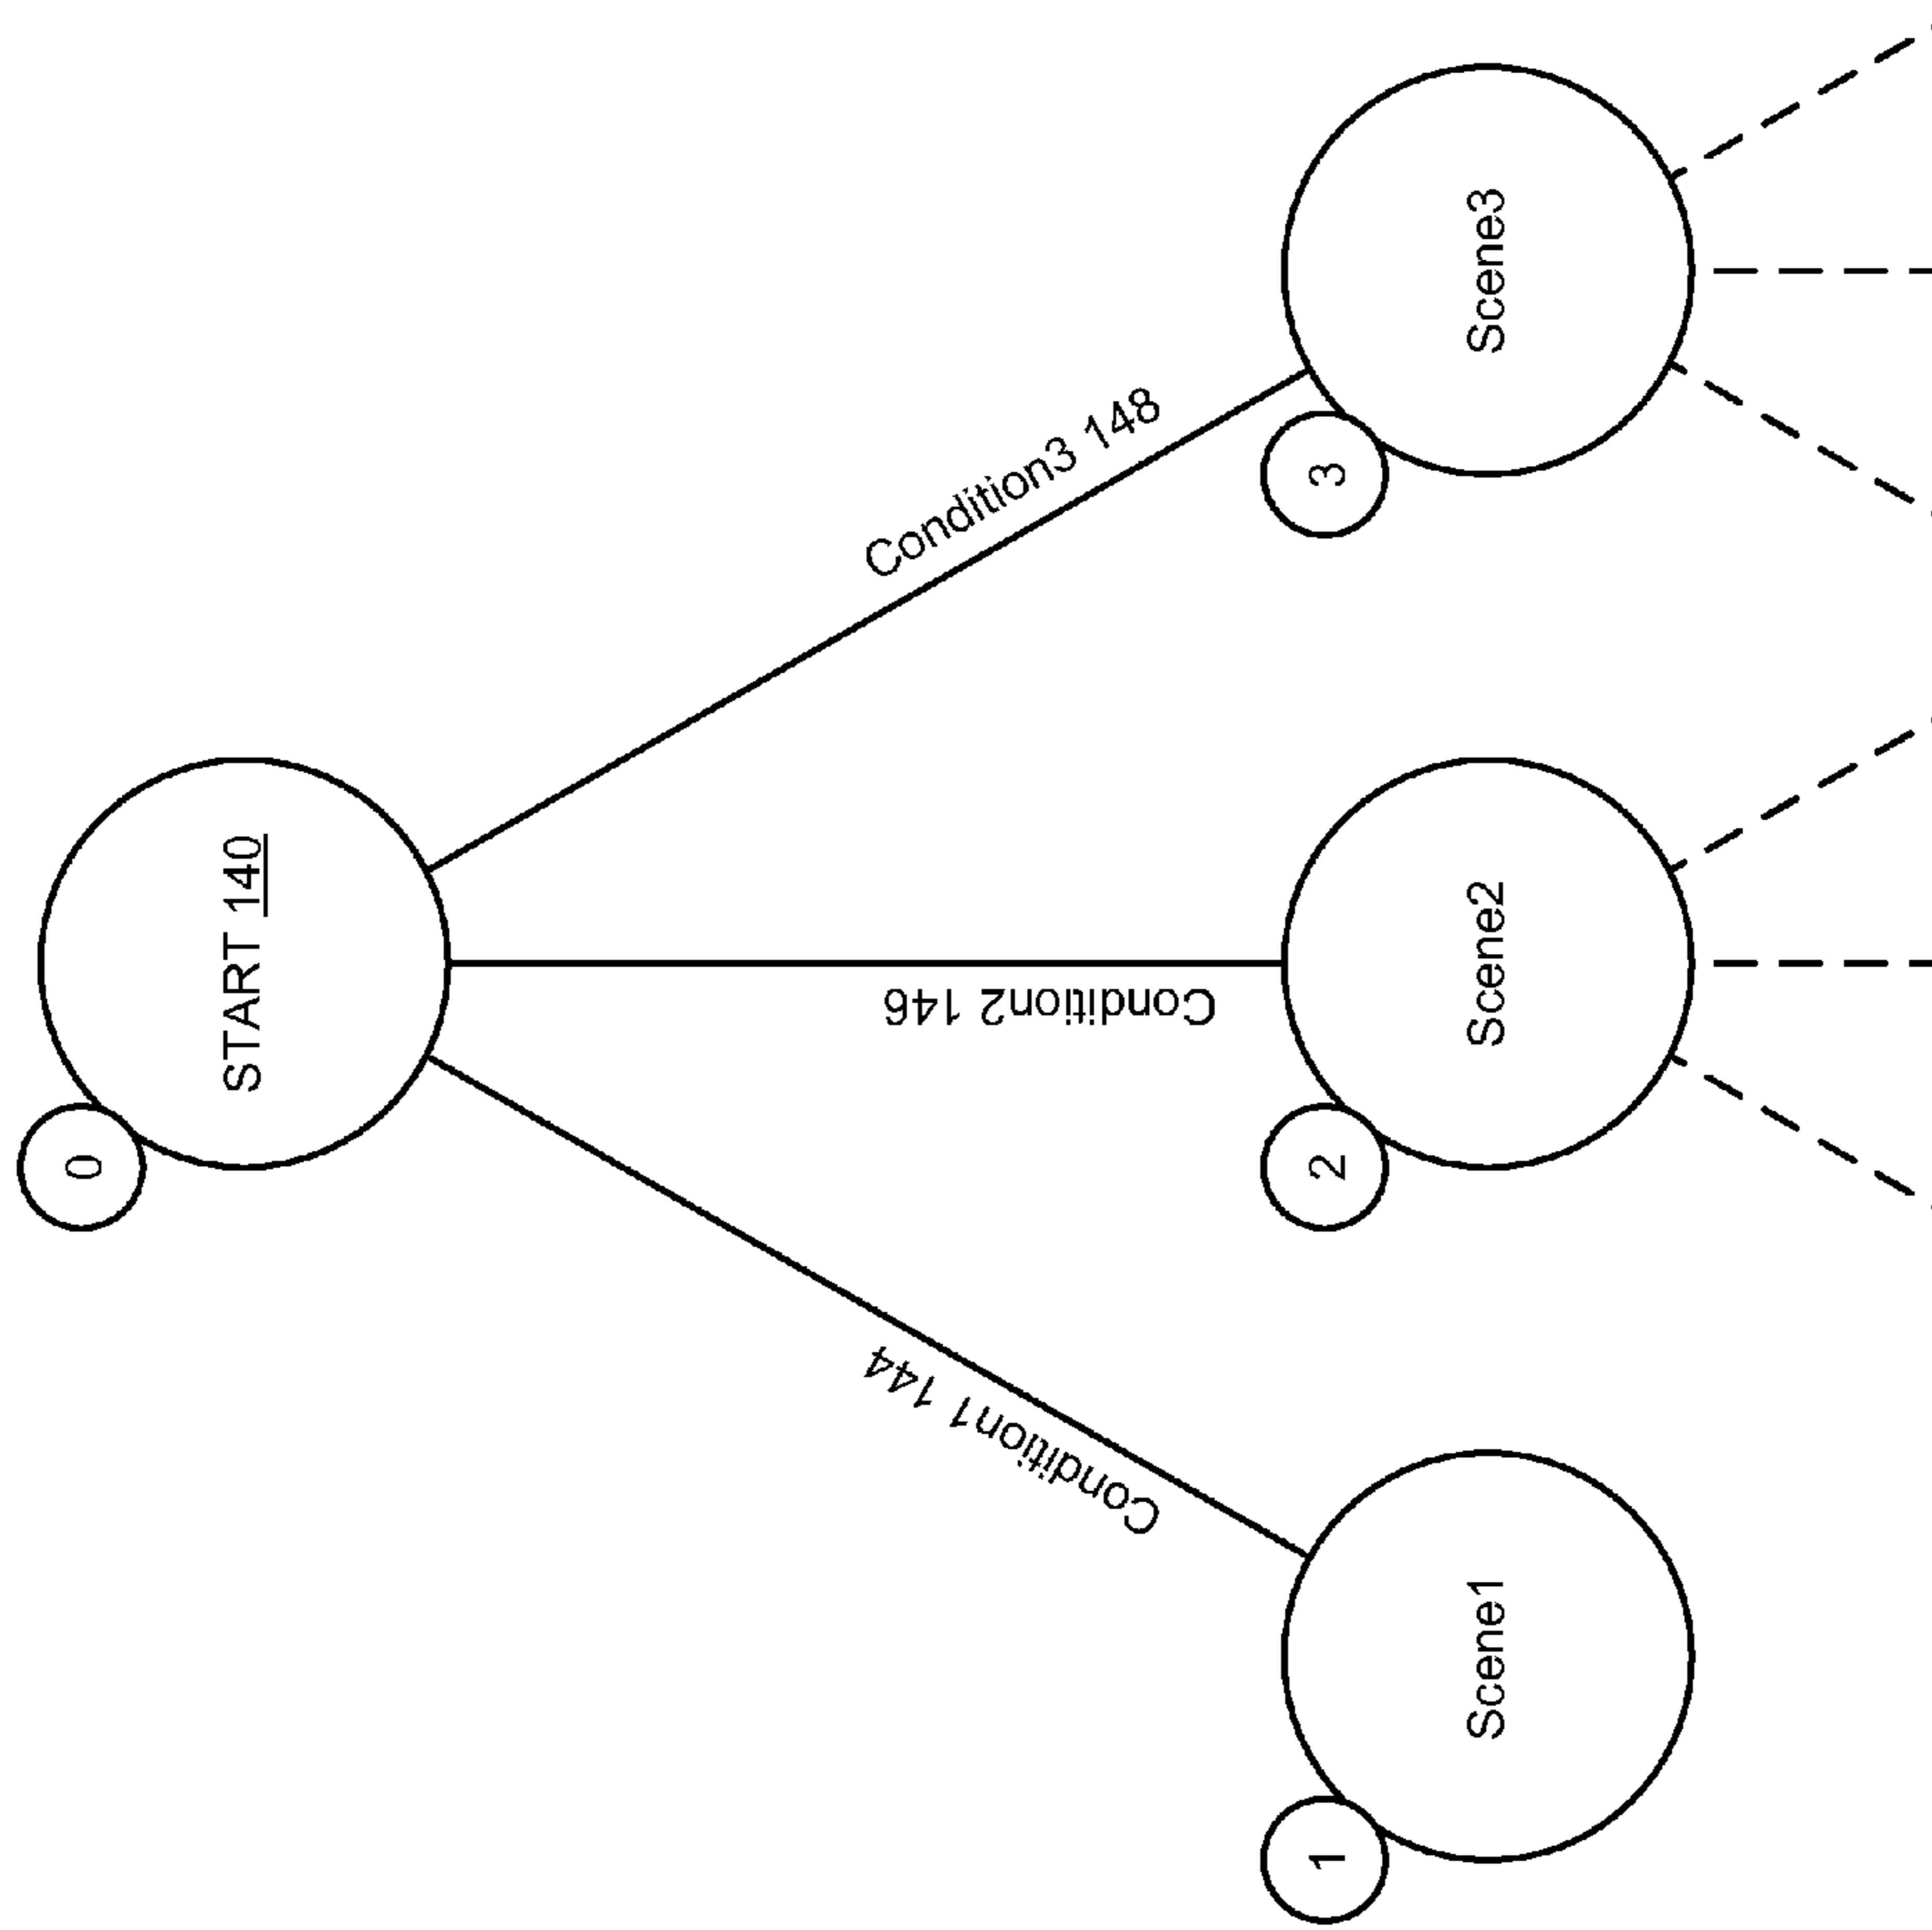 0
START 140
Condition1 144
Condition2 146
Condition3 148
1
Scene1
2
Scene2
3
Scene3